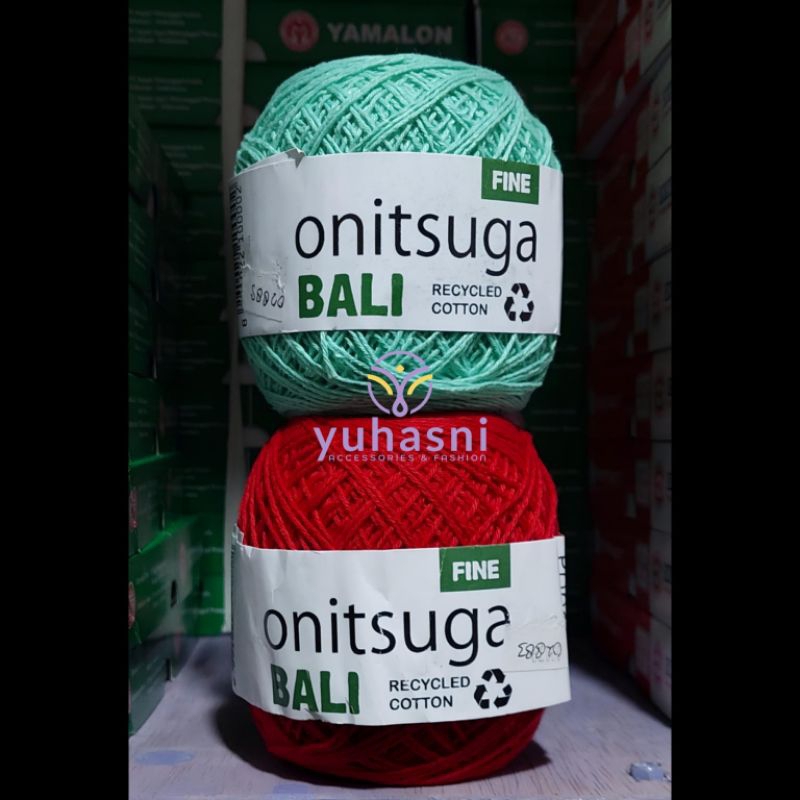 YAMALON
FINE
onitsuga
BALI
RECYCLED
COTTON
yuhasni
ACCESSORIES & FASHION
FINE
onitsuga
BALI
RECYCLED
COTTON